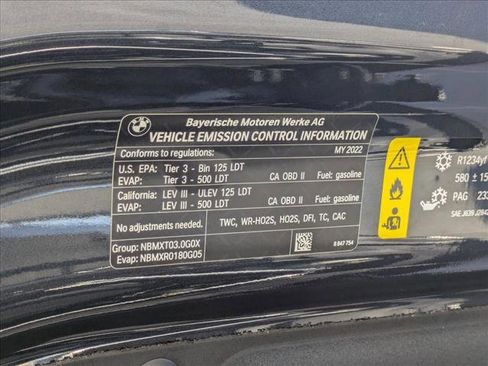 BMW
Bayerische Motoren Werke AG
VEHICLE EMISSION CONTROL INFORMATION
Conforms to regulations: MY 2022
U.S. EPA: Tier 3 - Bin 125 LDT
EVAP: Tier 3 - 500 LDT CA OBD II Fuel: gasoline
California: LEV III - ULEV 125 LDT
EVAP: LEV III - 500 LDT CA OBD II Fuel: gasoline
No adjustments needed. TWC, WR-HO2S, HO2S, DFI, TC, CAC
Group: NBMXT03.0G0X
Evap: NBMXR0180G05 8 847 754
R1234yf
580 ± 15
PAG
SAE J639